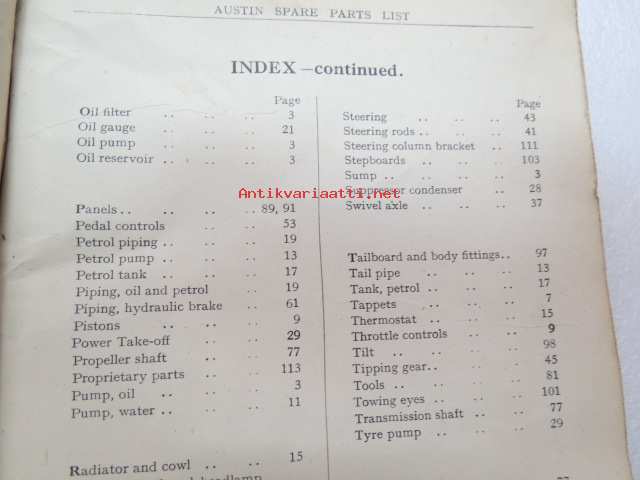 AUSTIN SPARE PARTS LIST
INDEX—continued.
Page
Oil filter .. .. .. 3
Oil gauge .. .. .. 21
Oil pump .. .. .. 3
Oil reservoir .. .. .. 3
Panels .. .. .. .. 89, 91
Pedal controls .. .. 53
Petrol piping .. .. .. 19
Petrol pump .. .. .. 13
Petrol tank .. .. .. 17
Piping, oil and petrol .. 19
Piping, hydraulic brake .. 61
Pistons .. .. .. 9
Power Take-off .. .. 29
Propeller shaft .. .. 77
Proprietary parts .. .. 113
Pump, oil .. .. .. 3
Pump, water .. .. .. 11
Radiator and cowl .. .. 15
Page
Steering .. .. .. 43
Steering rods .. .. .. 41
Steering column bracket .. 111
Stepboards .. .. .. 103
Sump .. .. .. .. 3
Suppressor condenser .. 28
Swivel axle .. .. .. 37
Tailboard and body fittings .. 97
Tail pipe .. .. .. 13
Tank, petrol .. .. .. 17
Tappets .. .. .. 7
Thermostat .. .. .. 15
Throttle controls .. .. 9
Tilt .. .. .. .. 98
Tipping gear .. .. .. 45
Tools .. .. .. .. 81
Towing eyes .. .. .. 101
Transmission shaft .. .. 77
Tyre pump .. .. .. 29
Antikvariaatti.net